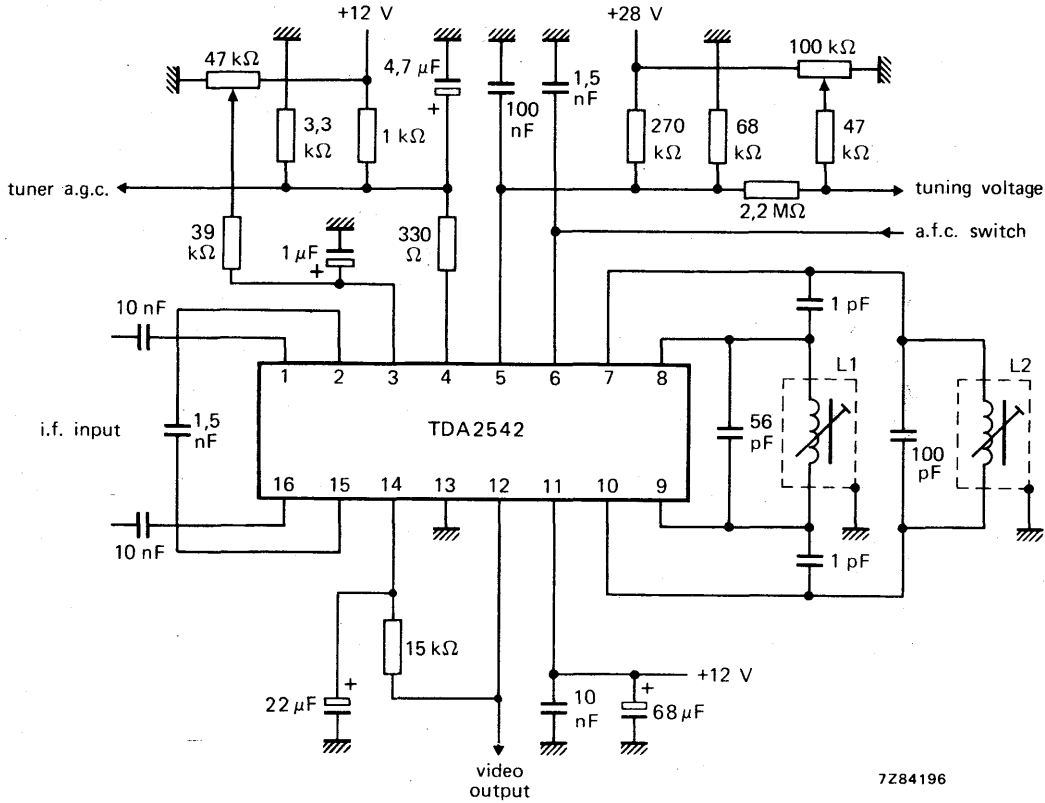 +12 V
+28 V
47 kΩ
4,7 μF
+
100
nF
1,5
nF
100 kΩ
3,3
kΩ
1 kΩ
270
kΩ
68
kΩ
47
kΩ
tuner a.g.c.
tuning voltage
2,2 MΩ
39
kΩ
1 μF
+
330
Ω
a.f.c. switch
10 nF
1 pF
1 2 3 4 5 6 7 8
L1
L2
i.f. input
1,5
nF
TDA2542
56
pF
100
pF
16 15 14 13 12 11 10 9
10 nF
1 pF
15 kΩ
+12 V
22 μF
+
10
nF
+
68 μF
video
output
7Z84196